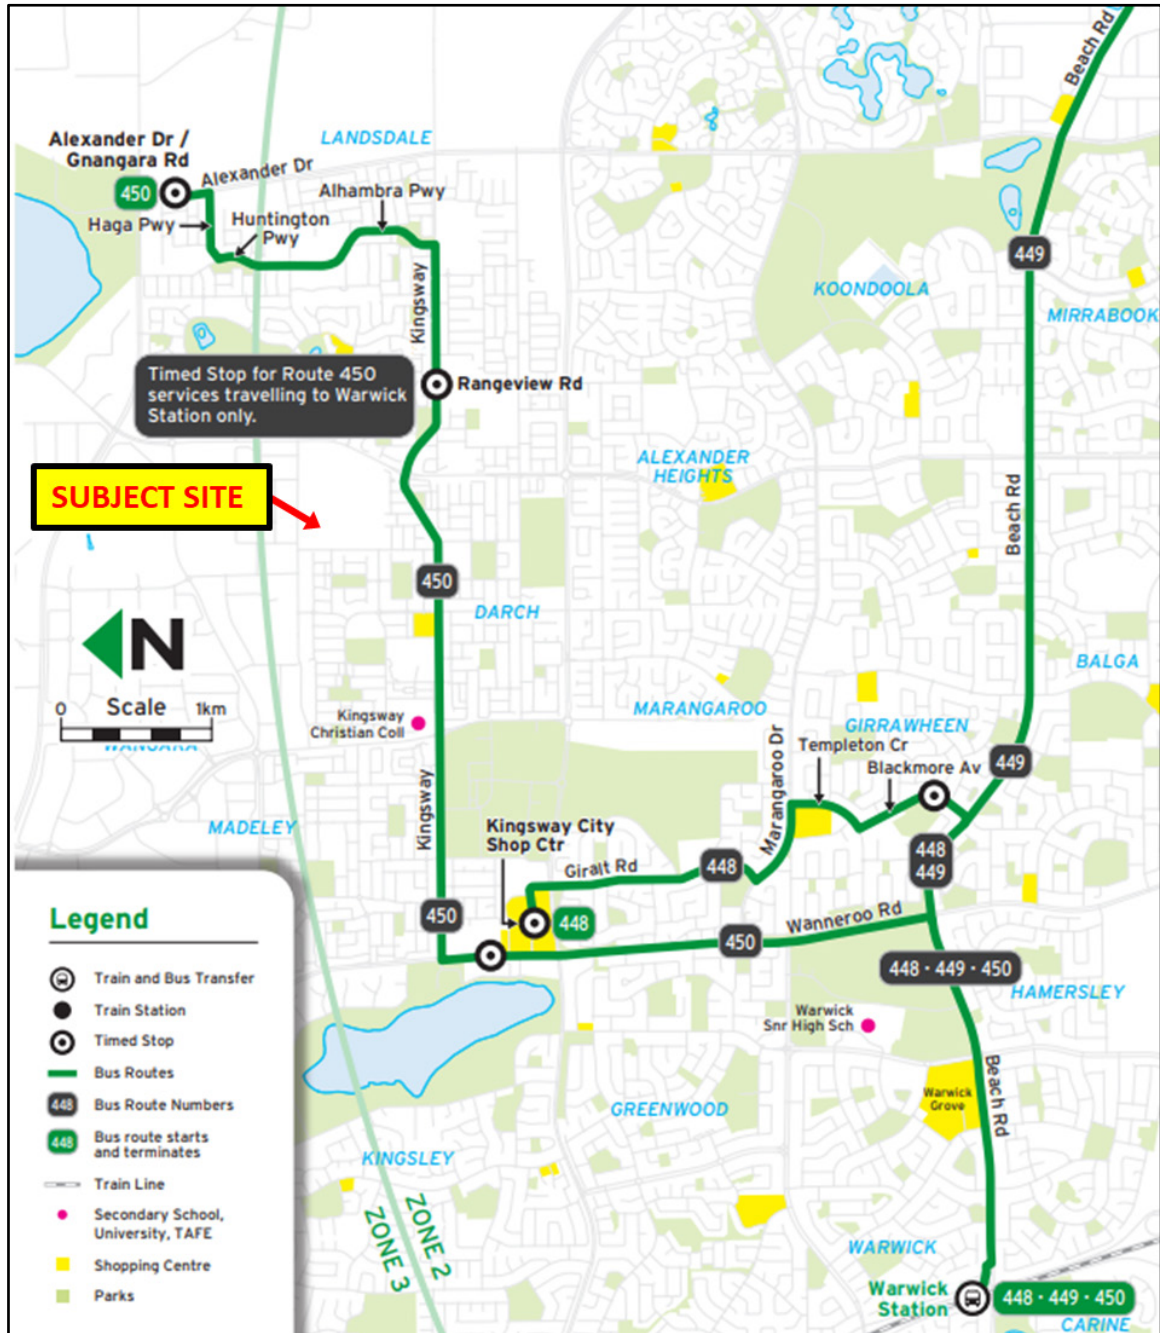 Beach Rd
LANDSDALE
Alexander Dr /
Gnangara Rd
450
Alexander Dr
Alhambra Pwy
Haga Pwy
Huntington
Pwy
Kingsway
449
KOONDOOLA
MIRRABOOK
Timed Stop for Route 450
services travelling to Warwick
Station only.
Rangeview Rd
SUBJECT SITE
ALEXANDER
HEIGHTS
Beach Rd
450
DARCH
N
0 Scale 1km
WANGARA
BALGA
Kingsway
Christian Coll
MARANGAROO
GIRRAWHEEN
Templeton Cr
Blackmore Av
449
Marangaroo Dr
MADELEY
Kingsway
Kingsway City
Shop Ctr
Giralt Rd
448
448
449
450
448
Wanneroo Rd
450
448 · 449 · 450
HAMERSLEY
Warwick
Snr High Sch
Beach Rd
Warwick
Grove
GREENWOOD
KINGSLEY
ZONE 2
ZONE 3
WARWICK
Warwick
Station
448 · 449 · 450
CARINE
Legend
Train and Bus Transfer
Train Station
Timed Stop
Bus Routes
448 Bus Route Numbers
448 Bus route starts
and terminates
Train Line
Secondary School,
University, TAFE
Shopping Centre
Parks